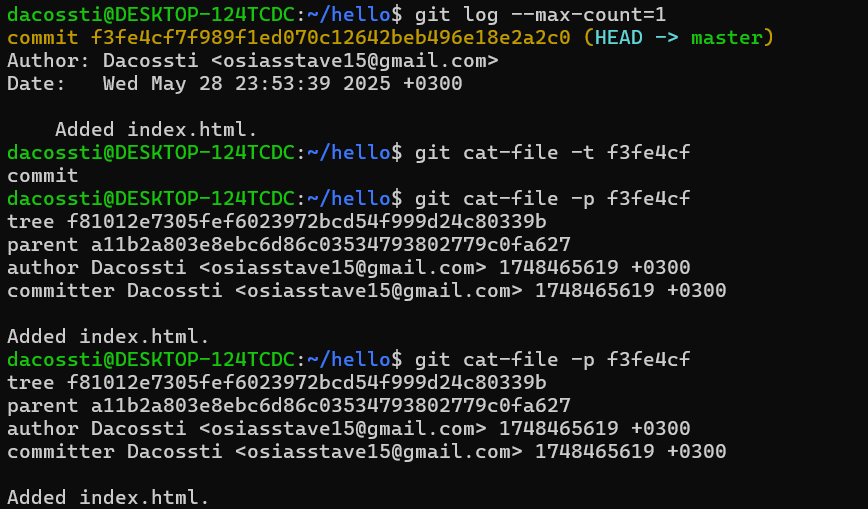 dacossti@DESKTOP-124TCDC:~/hello$ git log --max-count=1
commit f3fe4cf7f989f1ed070c12642beb496e18e2a2c0 (HEAD -> master)
Author: Dacossti <osiasstave15@gmail.com>
Date:   Wed May 28 23:53:39 2025 +0300

    Added index.html.
dacossti@DESKTOP-124TCDC:~/hello$ git cat-file -t f3fe4cf
commit
dacossti@DESKTOP-124TCDC:~/hello$ git cat-file -p f3fe4cf
tree f81012e7305fef6023972bcd54f999d24c80339b
parent a11b2a803e8ebc6d86c03534793802779c0fa627
author Dacossti <osiasstave15@gmail.com> 1748465619 +0300
committer Dacossti <osiasstave15@gmail.com> 1748465619 +0300

Added index.html.
dacossti@DESKTOP-124TCDC:~/hello$ git cat-file -p f3fe4cf
tree f81012e7305fef6023972bcd54f999d24c80339b
parent a11b2a803e8ebc6d86c03534793802779c0fa627
author Dacossti <osiasstave15@gmail.com> 1748465619 +0300
committer Dacossti <osiasstave15@gmail.com> 1748465619 +0300

Added index.html.